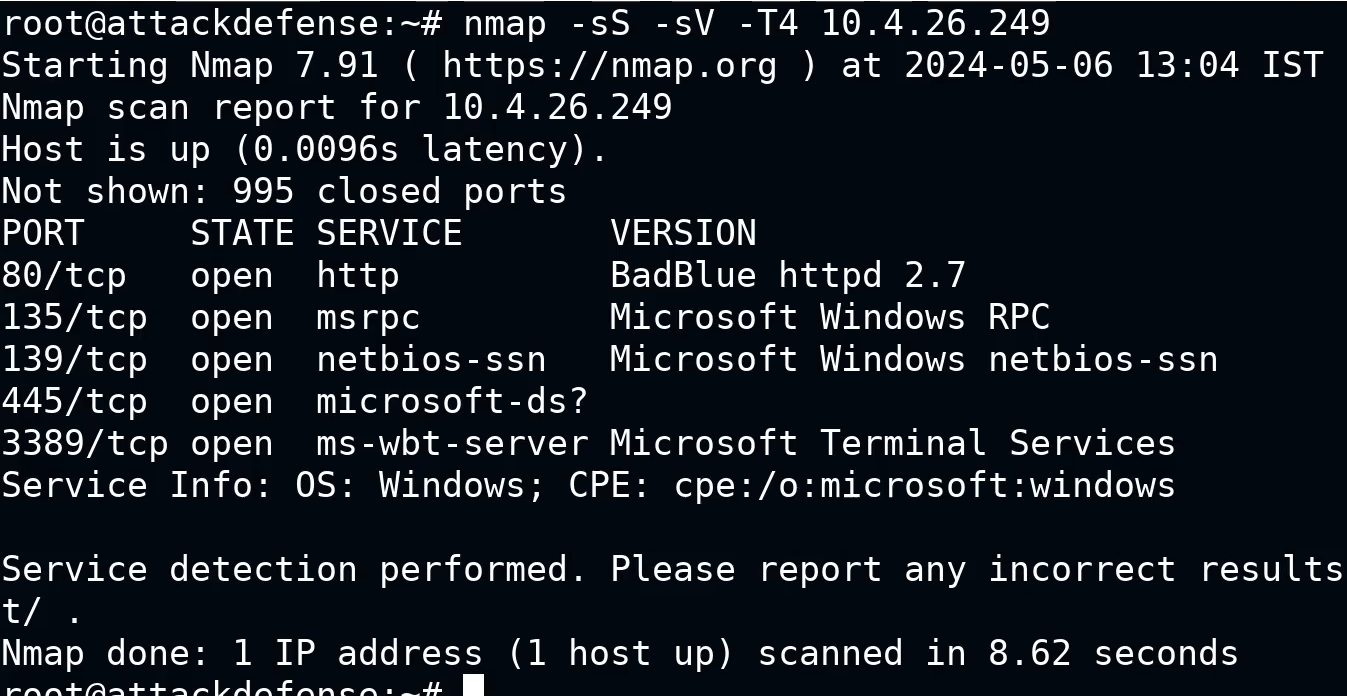 root@attackdefense:~# nmap -sS -sV -T4 10.4.26.249
Starting Nmap 7.91 ( https://nmap.org ) at 2024-05-06 13:04 IST
Nmap scan report for 10.4.26.249
Host is up (0.0096s latency).
Not shown: 995 closed ports
PORT     STATE SERVICE       VERSION
80/tcp   open  http          BadBlue httpd 2.7
135/tcp  open  msrpc         Microsoft Windows RPC
139/tcp  open  netbios-ssn   Microsoft Windows netbios-ssn
445/tcp  open  microsoft-ds?
3389/tcp open  ms-wbt-server Microsoft Terminal Services
Service Info: OS: Windows; CPE: cpe:/o:microsoft:windows

Service detection performed. Please report any incorrect results
t/ .
Nmap done: 1 IP address (1 host up) scanned in 8.62 seconds
root@attackdefense:~#